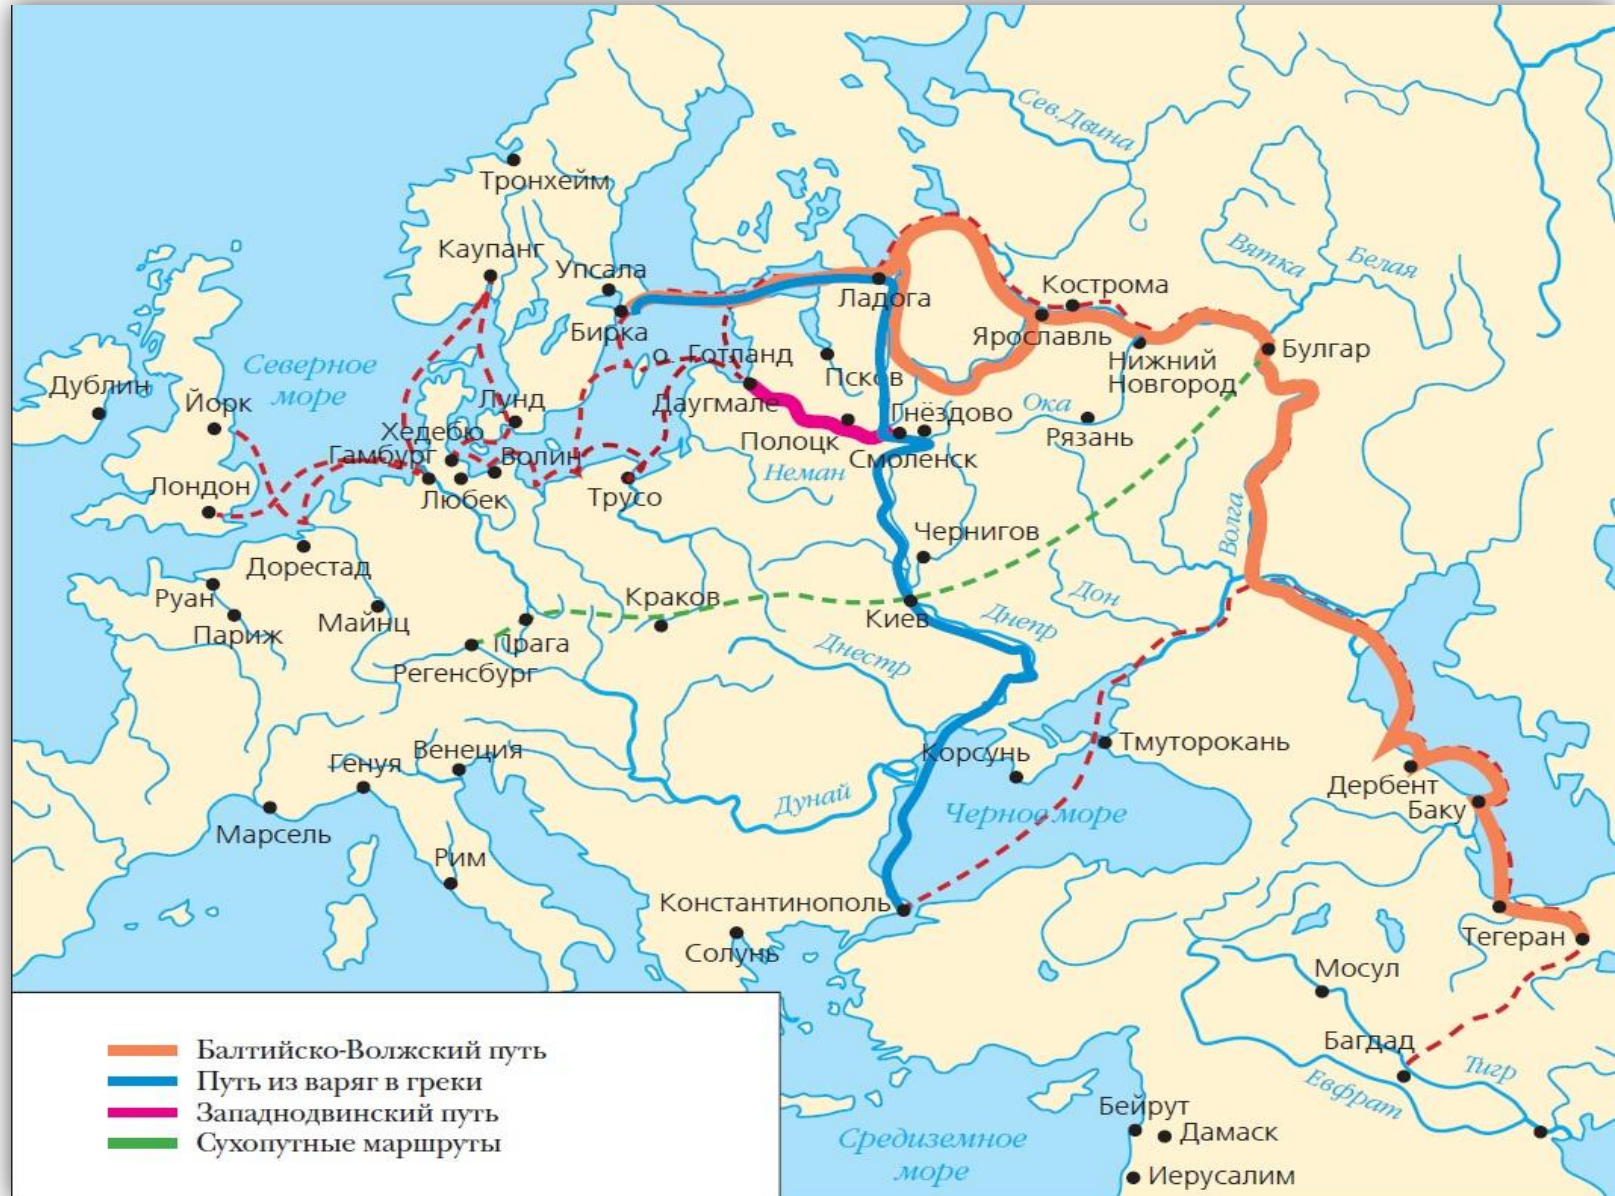 Сев. Двина
Тронхейм
Каупанг
Упсала
Вятка
Белая
Ладога
Кострома
Бирка
Ярославль
Северное
море
о. Готланд
Булгар
Нижний
Новгород
Дублин
Йорк
Псков
Лунд
Даугмале
Гнёздово
Ока
Рязань
Хедебю
Гамбург
Волин
Полоцк
Смоленск
Неман
Лондон
Любек
Трусо
Волга
Чернигов
Дорестад
Руан
Париж
Майнц
Краков
Киев
Днепр
Дон
Прага
Регенсбург
Днестр
Венеция
Генуя
Корсунь
Тмуторокань
Дербент
Баку
Дунай
Черное море
Марсель
Рим
Константинополь
Солунь
Тегеран
Мосул
Багдад
Тигр
Евфрат
Бейрут
Дамаск
Иерусалим
Средиземное
море
Балтийско-Волжский путь
Путь из варяг в греки
Западнодвинский путь
Сухопутные маршруты